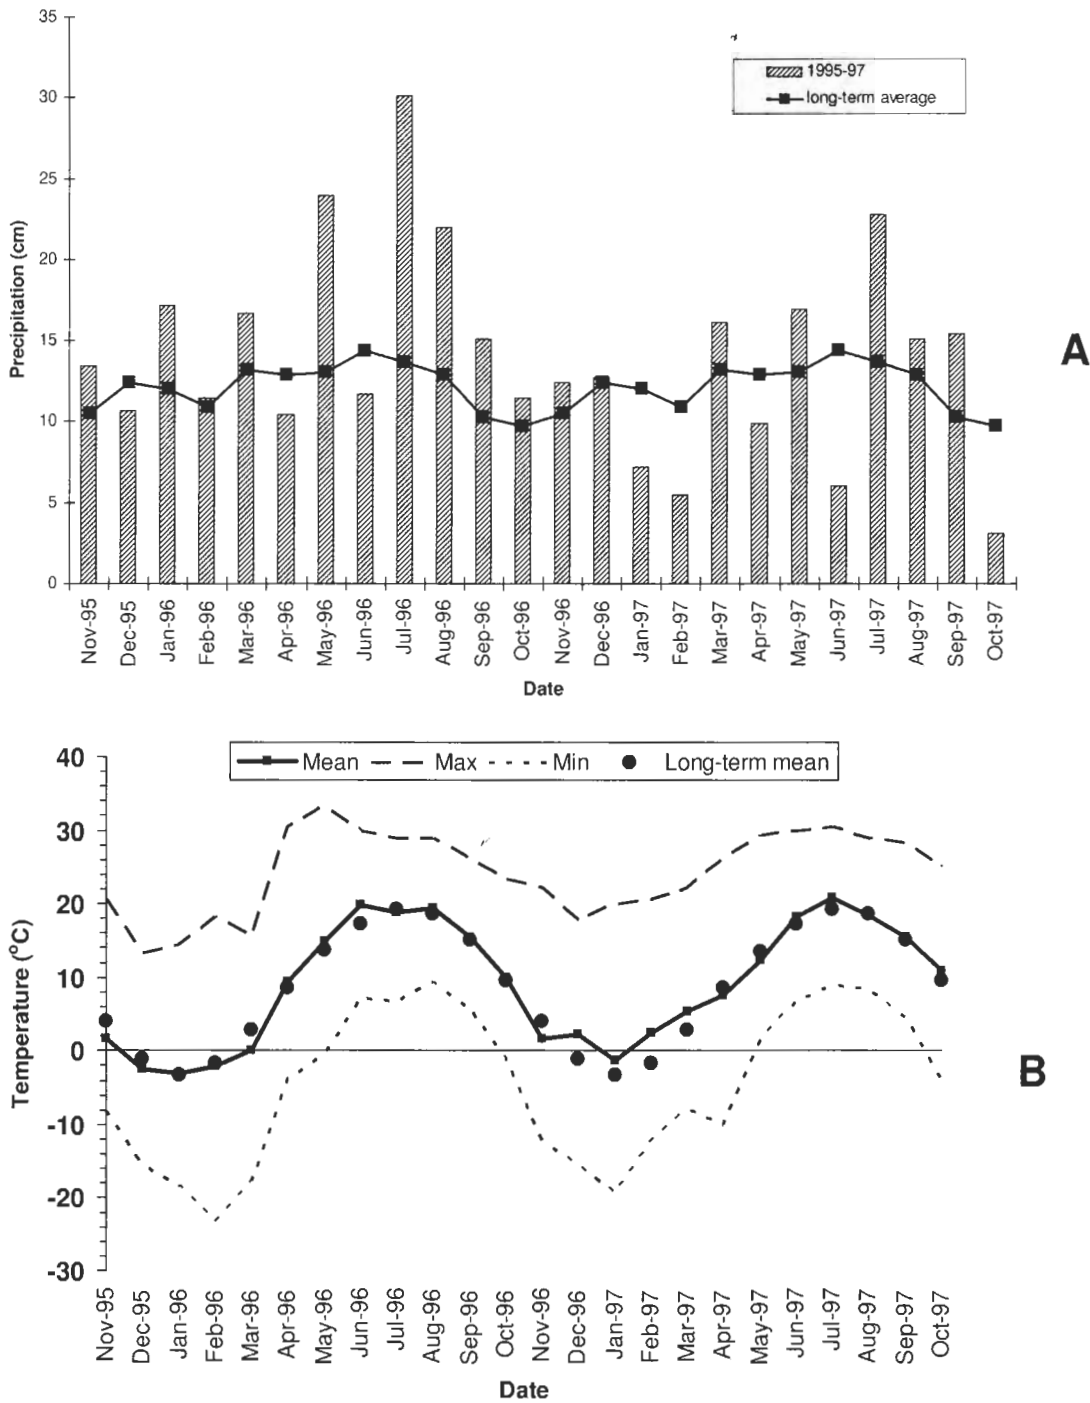 35
30
25
20
15
10
5
0
Precipitation (cm)
1995-97
long-term average
A
Nov-95
Dec-95
Jan-96
Feb-96
Mar-96
Apr-96
May-96
Jun-96
Jul-96
Aug-96
Sep-96
Oct-96
Nov-96
Dec-96
Jan-97
Feb-97
Mar-97
Apr-97
May-97
Jun-97
Jul-97
Aug-97
Sep-97
Oct-97
Date
Mean Max Min Long-term mean
40
30
20
10
0
-10
-20
-30
Temperature (°C)
B
Nov-95
Dec-95
Jan-96
Feb-96
Mar-96
Apr-96
May-96
Jun-96
Jul-96
Aug-96
Sep-96
Oct-96
Nov-96
Dec-96
Jan-97
Feb-97
Mar-97
Apr-97
May-97
Jun-97
Jul-97
Aug-97
Sep-97
Oct-97
Date